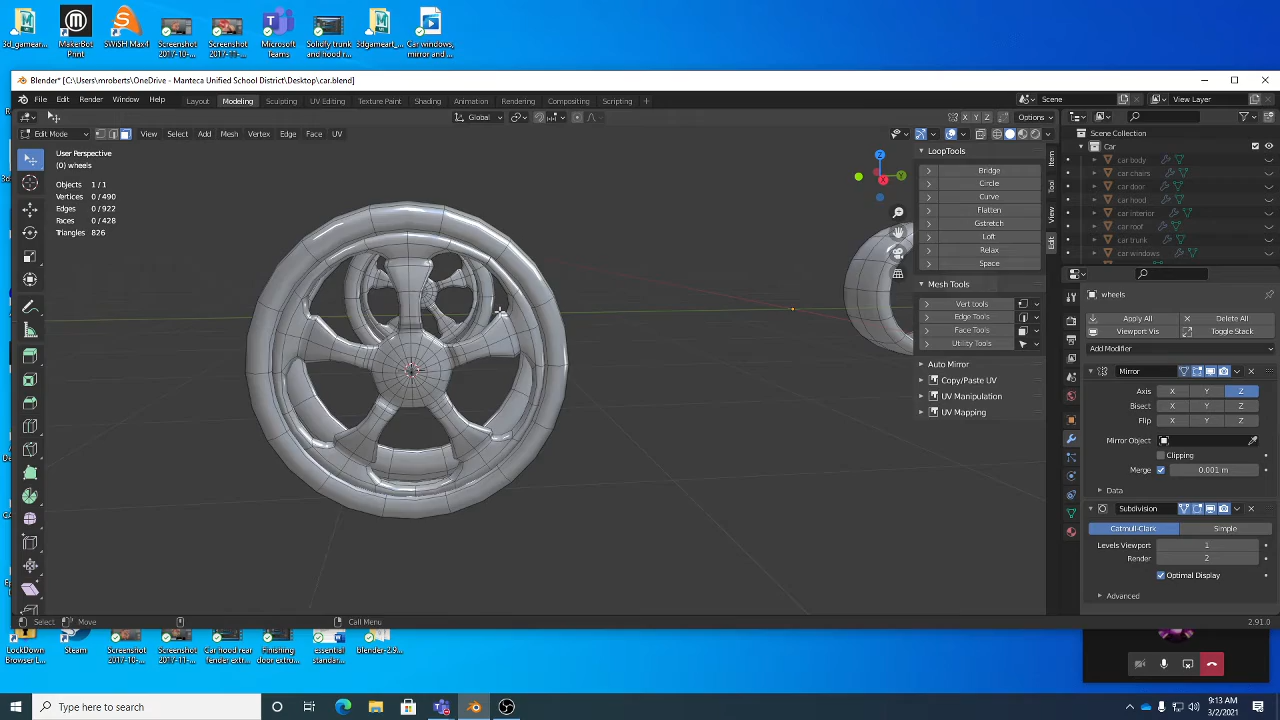 3d_gamear...
MakerBot Print
SWiSH Max4
Screenshot 2017-10-...
Screenshot 2017-11-...
Microsoft Teams
Solidify trunk and hood r...
3dgameart_...
Car windows, mirror and ...
Blender* [C:\Users\mroberts\OneDrive - Manteca Unified School District\Desktop\car.blend]
File Edit Render Window Help
Layout Modeling Sculpting UV Editing Texture Paint Shading Animation Rendering Compositing Scripting +
Scene
View Layer
Global
X Y Z
Options
Edit Mode View Select Add Mesh Vertex Edge Face UV
User Perspective
(0) wheels
Objects 1/1
Vertices 0/490
Edges 0/922
Faces 0/428
Triangles 826
Z
Y
X
LoopTools
Bridge
Circle
Curve
Flatten
Gstretch
Loft
Relax
Space
Mesh Tools
Vert tools
Edge Tools
Face Tools
Utility Tools
Auto Mirror
Copy/Paste UV
UV Manipulation
UV Mapping
Item
Tool
View
Edit
Scene Collection
Car
car body
car chairs
car door
car hood
car interior
car roof
car trunk
car windows
wheels
Apply All
Delete All
Viewport Vis
Toggle Stack
Add Modifier
Mirror
Axis X Y Z
Bisect X Y Z
Flip X Y Z
Mirror Object
Clipping
Merge 0.001 m
Data
Subdivision
Catmull-Clark Simple
Levels Viewport 1
Render 2
Optimal Display
Advanced
Select Move Call Menu 2.91.0
LockDown Browser L...
Steam
Screenshot 2017-10-...
Screenshot 2017-11-...
Car hood rear fender extr...
Finishing door extru...
essential standar...
blender-2.9...
Type here to search
9:13 AM
3/2/2021